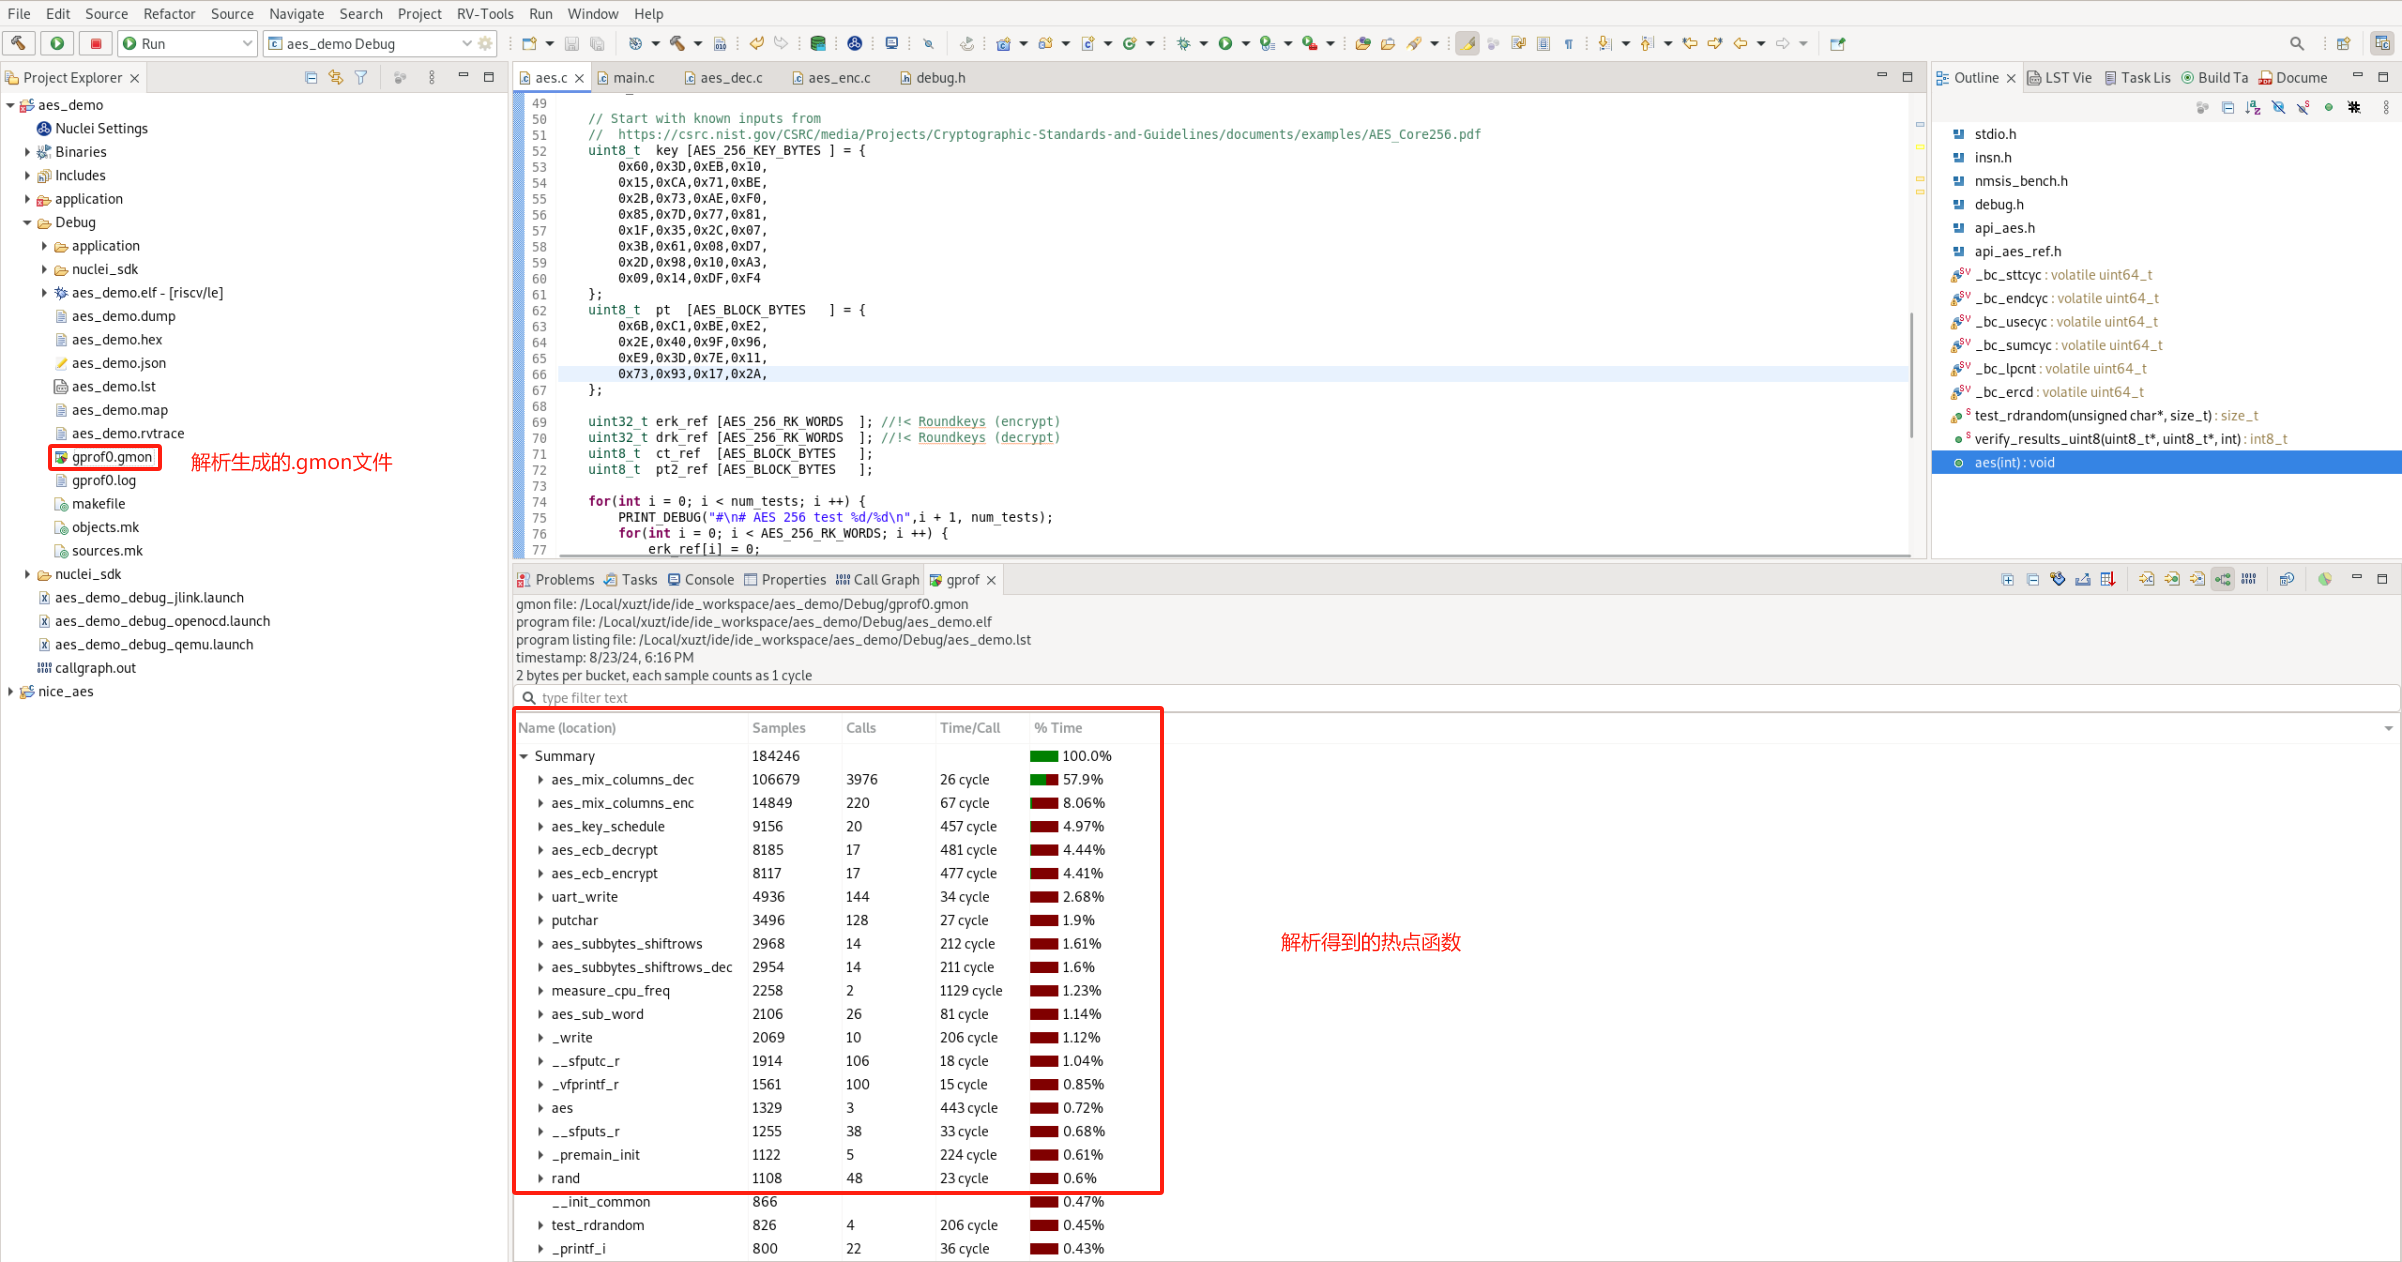 File Edit Source Refactor Source Navigate Search Project RV-Tools Run Window Help
Run aes_demo Debug
Project Explorer
aes_demo
Nuclei Settings
Binaries
Includes
application
Debug
application
nuclei_sdk
aes_demo.elf - [riscv/le]
aes_demo.dump
aes_demo.hex
aes_demo.json
aes_demo.lst
aes_demo.map
aes_demo.rvtrace
gprof0.gmon 解析生成的.gmon文件
gprof0.log
makefile
objects.mk
sources.mk
nuclei_sdk
aes_demo_debug_jlink.launch
aes_demo_debug_openocd.launch
aes_demo_debug_qemu.launch
callgraph.out
nice_aes
aes.c main.c aes_dec.c aes_enc.c debug.h
49
50 // Start with known inputs from
51 //  https://csrc.nist.gov/CSRC/media/Projects/Cryptographic-Standards-and-Guidelines/documents/examples/AES_Core256.pdf
52 uint8_t  key [AES_256_KEY_BYTES ] = {
53 0x60,0x3D,0xEB,0x10,
54 0x15,0xCA,0x71,0xBE,
55 0x2B,0x73,0xAE,0xF0,
56 0x85,0x7D,0x77,0x81,
57 0x1F,0x35,0x2C,0x07,
58 0x3B,0x61,0x08,0xD7,
59 0x2D,0x98,0x10,0xA3,
60 0x09,0x14,0xDF,0xF4
61 };
62 uint8_t  pt  [AES_BLOCK_BYTES   ] = {
63 0x6B,0xC1,0xBE,0xE2,
64 0x2E,0x40,0x9F,0x96,
65 0xE9,0x3D,0x7E,0x11,
66 0x73,0x93,0x17,0x2A,
67 };
68
69 uint32_t erk_ref [AES_256_RK_WORDS  ]; //!< Roundkeys (encrypt)
70 uint32_t drk_ref [AES_256_RK_WORDS  ]; //!< Roundkeys (decrypt)
71 uint8_t  ct_ref  [AES_BLOCK_BYTES   ];
72 uint8_t  pt2_ref [AES_BLOCK_BYTES   ];
73
74 for(int i = 0; i < num_tests; i ++) {
75 PRINT_DEBUG("#\n# AES 256 test %d/%d\n",i + 1, num_tests);
76 for(int i = 0; i < AES_256_RK_WORDS; i ++) {
77 erk_ref[i] = 0;
Outline LST Vie Task Lis Build Ta Docume
stdio.h
insn.h
nmsis_bench.h
debug.h
api_aes.h
api_aes_ref.h
_bc_sttcyc : volatile uint64_t
_bc_endcyc : volatile uint64_t
_bc_usecyc : volatile uint64_t
_bc_sumcyc : volatile uint64_t
_bc_lpcnt : volatile uint64_t
_bc_ercd : volatile uint64_t
test_rdrandom(unsigned char*, size_t) : size_t
verify_results_uint8(uint8_t*, uint8_t*, int) : int8_t
aes(int) : void
Problems Tasks Console Properties Call Graph gprof
gmon file: /Local/xuzt/ide/ide_workspace/aes_demo/Debug/gprof0.gmon
program file: /Local/xuzt/ide/ide_workspace/aes_demo/Debug/aes_demo.elf
program listing file: /Local/xuzt/ide/ide_workspace/aes_demo/Debug/aes_demo.lst
timestamp: 8/23/24, 6:16 PM
2 bytes per bucket, each sample counts as 1 cycle
type filter text
Name (location) Samples Calls Time/Call % Time
Summary 184246 100.0%
aes_mix_columns_dec 106679 3976 26 cycle 57.9%
aes_mix_columns_enc 14849 220 67 cycle 8.06%
aes_key_schedule 9156 20 457 cycle 4.97%
aes_ecb_decrypt 8185 17 481 cycle 4.44%
aes_ecb_encrypt 8117 17 477 cycle 4.41%
uart_write 4936 144 34 cycle 2.68%
putchar 3496 128 27 cycle 1.9%
aes_subbytes_shiftrows 2968 14 212 cycle 1.61%
解析得到的热点函数
aes_subbytes_shiftrows_dec 2954 14 211 cycle 1.6%
measure_cpu_freq 2258 2 1129 cycle 1.23%
aes_sub_word 2106 26 81 cycle 1.14%
_write 2069 10 206 cycle 1.12%
__sfputc_r 1914 106 18 cycle 1.04%
_vfprintf_r 1561 100 15 cycle 0.85%
aes 1329 3 443 cycle 0.72%
__sfputs_r 1255 38 33 cycle 0.68%
_premain_init 1122 5 224 cycle 0.61%
rand 1108 48 23 cycle 0.6%
__init_common 866 0.47%
test_rdrandom 826 4 206 cycle 0.45%
_printf_i 800 22 36 cycle 0.43%